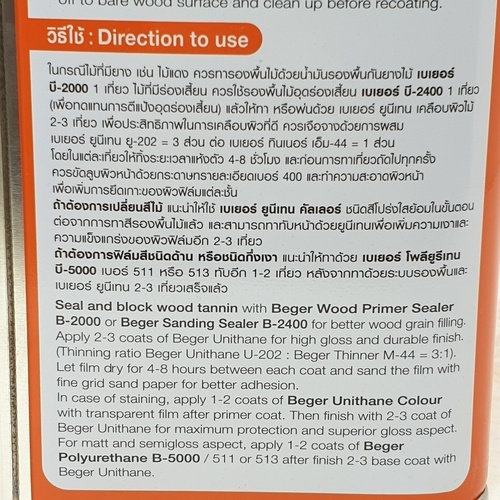 off to bare wood surface and clean up before recoating.
วิธีใช้ : Direction to use
ในกรณีไม้ที่มียาง เช่น ไม้แดง ควรทารองพื้นไม้ด้วยน้ำมันรองพื้นกันยางไม้ เบเยอร์
บี-2000 1 เที่ยว ไม้ที่มีร่องเสี้ยน ควรใช้รองพื้นไม้อุดร่องเสี้ยน เบเยอร์ บี-2400 1 เที่ยว
(เพื่อทดแทนการตีแป้งอุดร่องเสี้ยน) แล้วให้ทา หรือพ่นด้วย เบเยอร์ ยูนีเทน เคลือบผิวไม้
2-3 เที่ยว เพื่อประสิทธิภาพในการเคลือบผิวที่ดี ควรเจือจางด้วยการผสม
เบเยอร์ ยูนีเทน ยู-202 = 3 ส่วน ต่อ เบเยอร์ ทินเนอร์ เอ็ม-44 = 1 ส่วน
โดยในแต่ละเที่ยวให้ทิ้งระยะเวลาแห้งตัว 4-8 ชั่วโมง และก่อนการทาเที่ยวถัดไปทุกครั้ง
ควรขัดลูบผิวหน้าด้วยกระดาษทรายละเอียดเบอร์ 400 และทำความสะอาดผิวหน้า
เพื่อเพิ่มการยึดเกาะของผิวฟิล์มแต่ละชั้น
ถ้าต้องการเปลี่ยนสีไม้ แนะนำให้ใช้ เบเยอร์ ยูนีเทน คัลเลอร์ ชนิดสีโปร่งใสย้อมในขั้นตอน
ต่อจากการทาสีรองพื้นไม้แล้ว และสามารถทาทับหน้าด้วยยูนีเทนเพื่อเพิ่มความเงาและ
ความแข็งแกร่งของผิวฟิล์มอีก 2-3 เที่ยว
ถ้าต้องการฟิล์มสีชนิดด้าน หรือชนิดกึ่งเงา แนะนำให้ทาด้วย เบเยอร์ โพลียูรีเทน
บี-5000 เบอร์ 511 หรือ 513 ทับอีก 1-2 เที่ยว หลังจากทาด้วยระบบรองพื้นและ
เบเยอร์ ยูนีเทน 2-3 เที่ยวเสร็จแล้ว
Seal and block wood tannin with Beger Wood Primer Sealer
B-2000 or Beger Sanding Sealer B-2400 for better wood grain filling.
Apply 2-3 coats of Beger Unithane for high gloss and durable finish.
(Thinning ratio Beger Unithane U-202 : Beger Thinner M-44 = 3:1).
Let film dry for 4-8 hours between each coat and sand the film with
fine grid sand paper for better adhesion.
In case of staining, apply 1-2 coats of Beger Unithane Colour
with transparent film after primer coat. Then finish with 2-3 coat of
Beger Unithane for maximum protection and superior gloss aspect.
For matt and semigloss aspect, apply 1-2 coats of Beger
Polyurethane B-5000 / 511 or 513 after finish 2-3 base coat with
Beger Unithane.